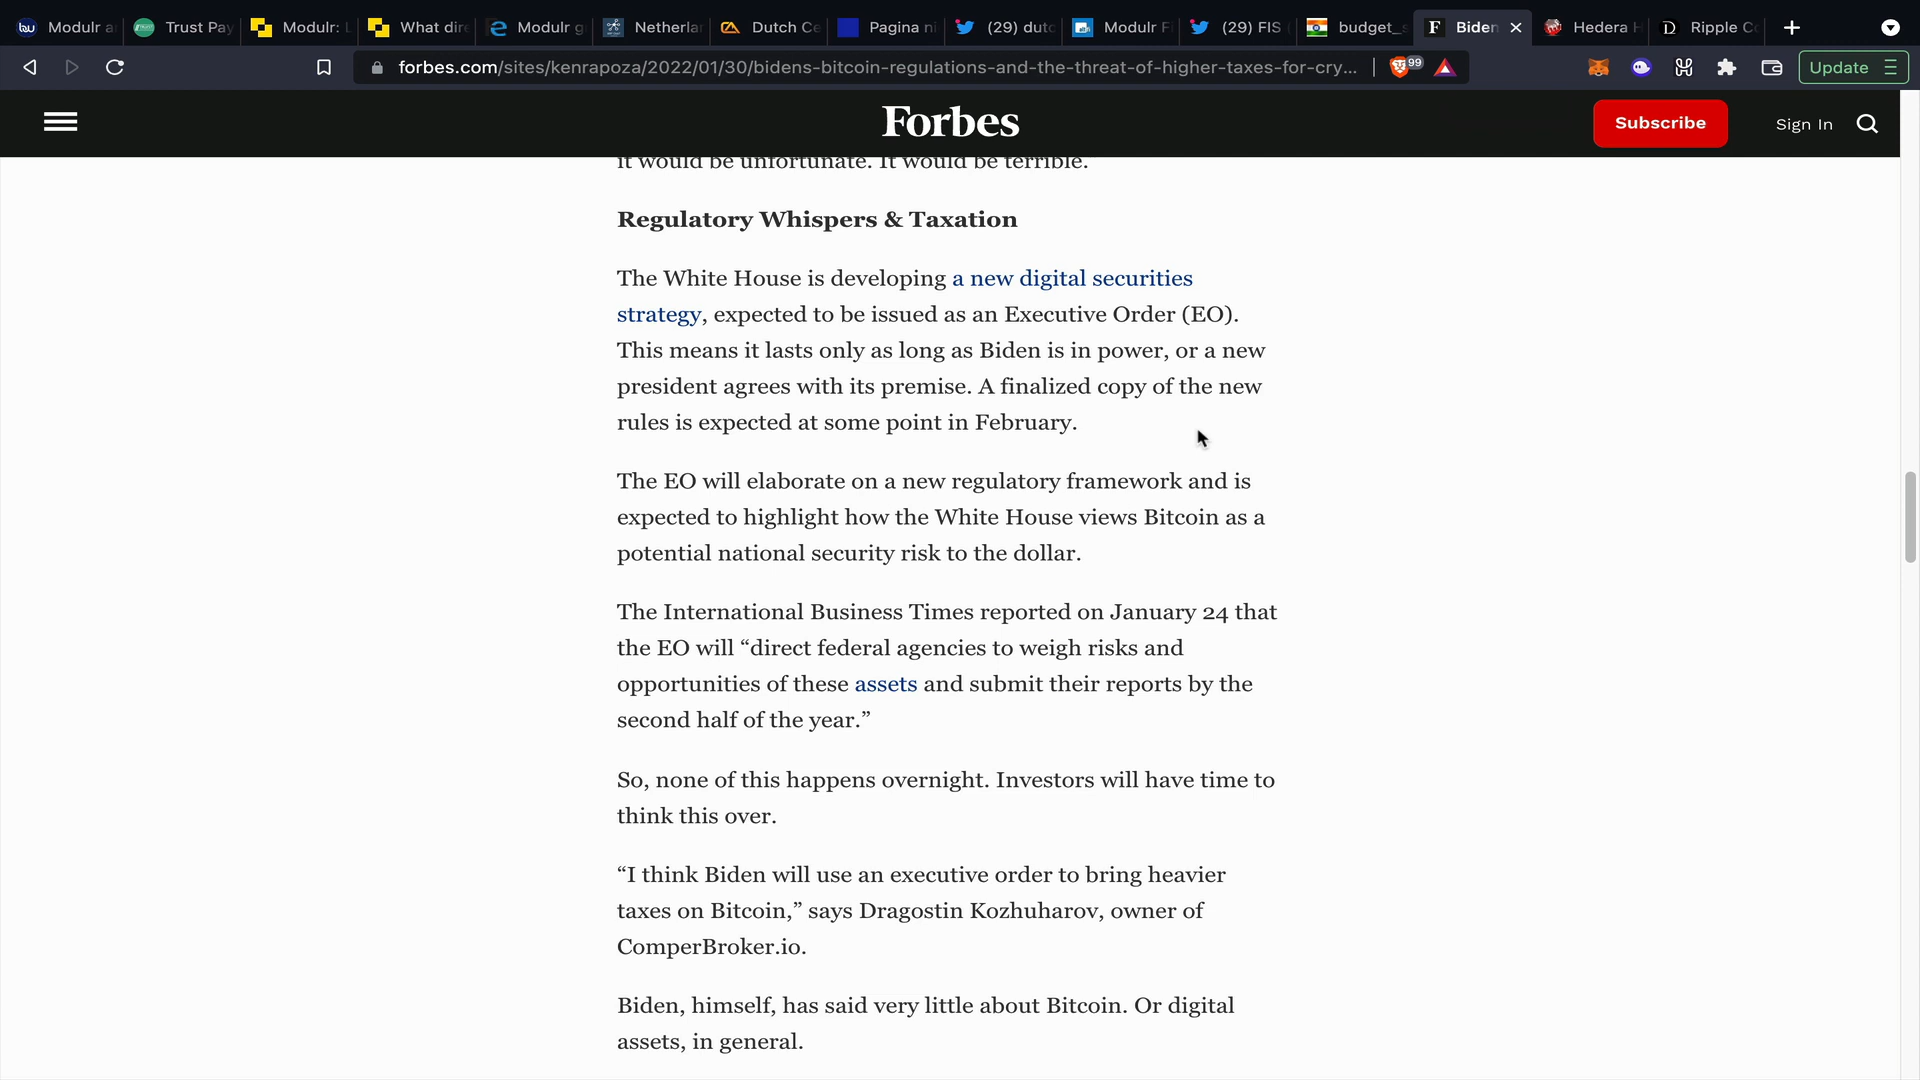 Modulr a
Trust Pay
Modulr: L
What dire
Modulr g
Netherla
Dutch Ce
Pagina ni
(29) dutc
Modulr Fi
(29) FIS
budget_s
Biden
Hedera H
Ripple Co
forbes.com/sites/kenrapoza/2022/01/30/bidens-bitcoin-regulations-and-the-threat-of-higher-taxes-for-cry...
99
Update
Forbes
Subscribe
Sign In
it would be unfortunate. It would be terrible.
Regulatory Whispers & Taxation
The White House is developing a new digital securities
strategy, expected to be issued as an Executive Order (EO).
This means it lasts only as long as Biden is in power, or a new
president agrees with its premise. A finalized copy of the new
rules is expected at some point in February.
The EO will elaborate on a new regulatory framework and is
expected to highlight how the White House views Bitcoin as a
potential national security risk to the dollar.
The International Business Times reported on January 24 that
the EO will “direct federal agencies to weigh risks and
opportunities of these assets and submit their reports by the
second half of the year.”
So, none of this happens overnight. Investors will have time to
think this over.
“I think Biden will use an executive order to bring heavier
taxes on Bitcoin,” says Dragostin Kozhuharov, owner of
ComperBroker.io.
Biden, himself, has said very little about Bitcoin. Or digital
assets, in general.